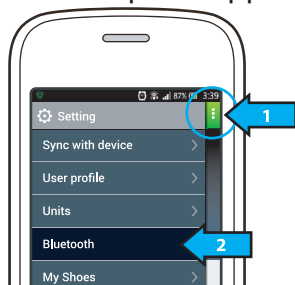 87% 3:39
Setting
1
Sync with device
User profile
Units
Bluetooth
2
My Shoes